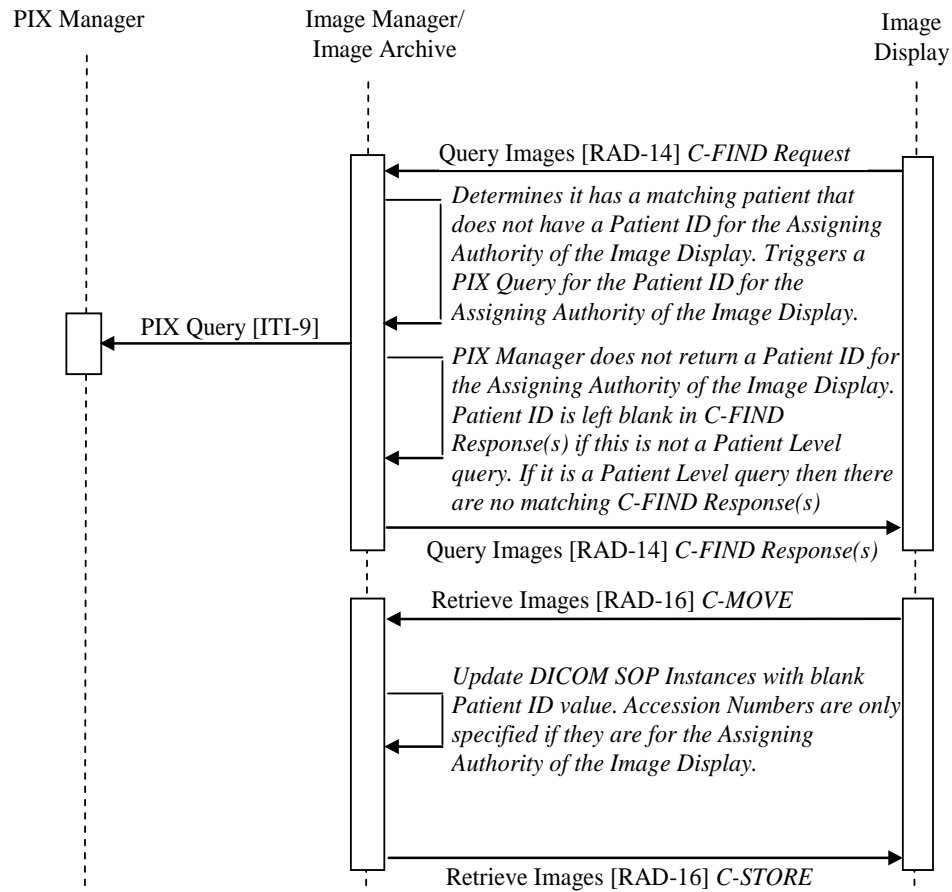 PIX Manager
Image Manager/
Image Archive
Image
Display
Query Images [RAD-14] C-FIND Request
Determines it has a matching patient that
does not have a Patient ID for the Assigning
Authority of the Image Display. Triggers a
PIX Query for the Patient ID for the
Assigning Authority of the Image Display.
PIX Query [ITI-9]
PIX Manager does not return a Patient ID for
the Assigning Authority of the Image Display.
Patient ID is left blank in C-FIND
Response(s) if this is not a Patient Level
query. If it is a Patient Level query then there
are no matching C-FIND Response(s)
Query Images [RAD-14] C-FIND Response(s)
Retrieve Images [RAD-16] C-MOVE
Update DICOM SOP Instances with blank
Patient ID value. Accession Numbers are only
specified if they are for the Assigning
Authority of the Image Display.
Retrieve Images [RAD-16] C-STORE